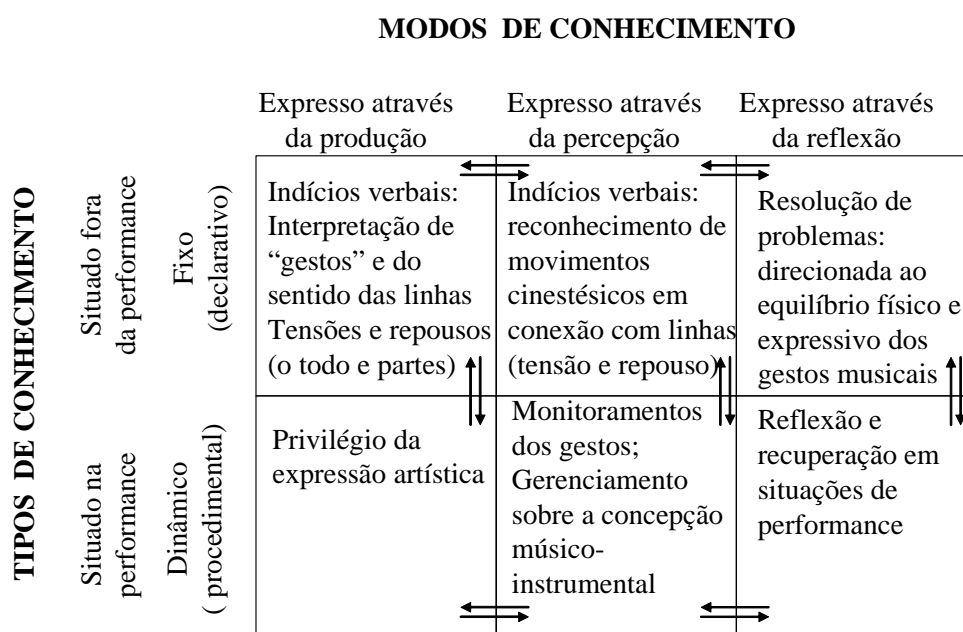 MODOS DE CONHECIMENTO
Expresso através
da produção
Expresso através
da percepção
Expresso através
da reflexão
TIPOS DE CONHECIMENTO
Situado fora
da performance
Fixo
(declarativo)
Indícios verbais:
Interpretação de
“gestos” e do
sentido das linhas
Tensões e repousos
(o todo e partes)
Indícios verbais:
reconhecimento de
movimentos
cinestésicos em
conexão com linhas
(tensão e repouso)
Resolução de
problemas:
direcionada ao
equilíbrio físico e
expressivo dos
gestos musicais
Situado na
performance
Dinâmico
( procedimental)
Privilégio da
expressão artística
Monitoramentos
dos gestos;
Gerenciamento
sobre a concepção
músico-
instrumental
Reflexão e
recuperação em
situações de
performance